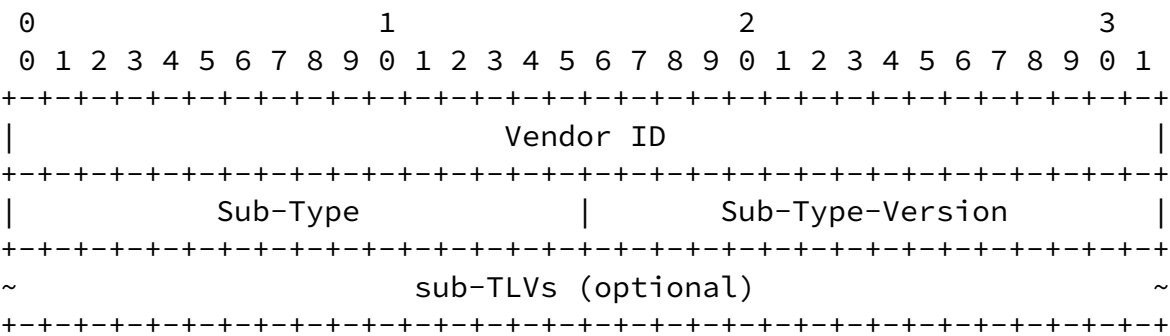 0                   1                   2                   3
 0 1 2 3 4 5 6 7 8 9 0 1 2 3 4 5 6 7 8 9 0 1 2 3 4 5 6 7 8 9 0 1
+-+-+-+-+-+-+-+-+-+-+-+-+-+-+-+-+-+-+-+-+-+-+-+-+-+-+-+-+-+-+-+-+
|                           Vendor ID                           |
+-+-+-+-+-+-+-+-+-+-+-+-+-+-+-+-+-+-+-+-+-+-+-+-+-+-+-+-+-+-+-+-+
|           Sub-Type            |       Sub-Type-Version        |
+-+-+-+-+-+-+-+-+-+-+-+-+-+-+-+-+-+-+-+-+-+-+-+-+-+-+-+-+-+-+-+-+
~                      sub-TLVs (optional)                      ~
+-+-+-+-+-+-+-+-+-+-+-+-+-+-+-+-+-+-+-+-+-+-+-+-+-+-+-+-+-+-+-+-+